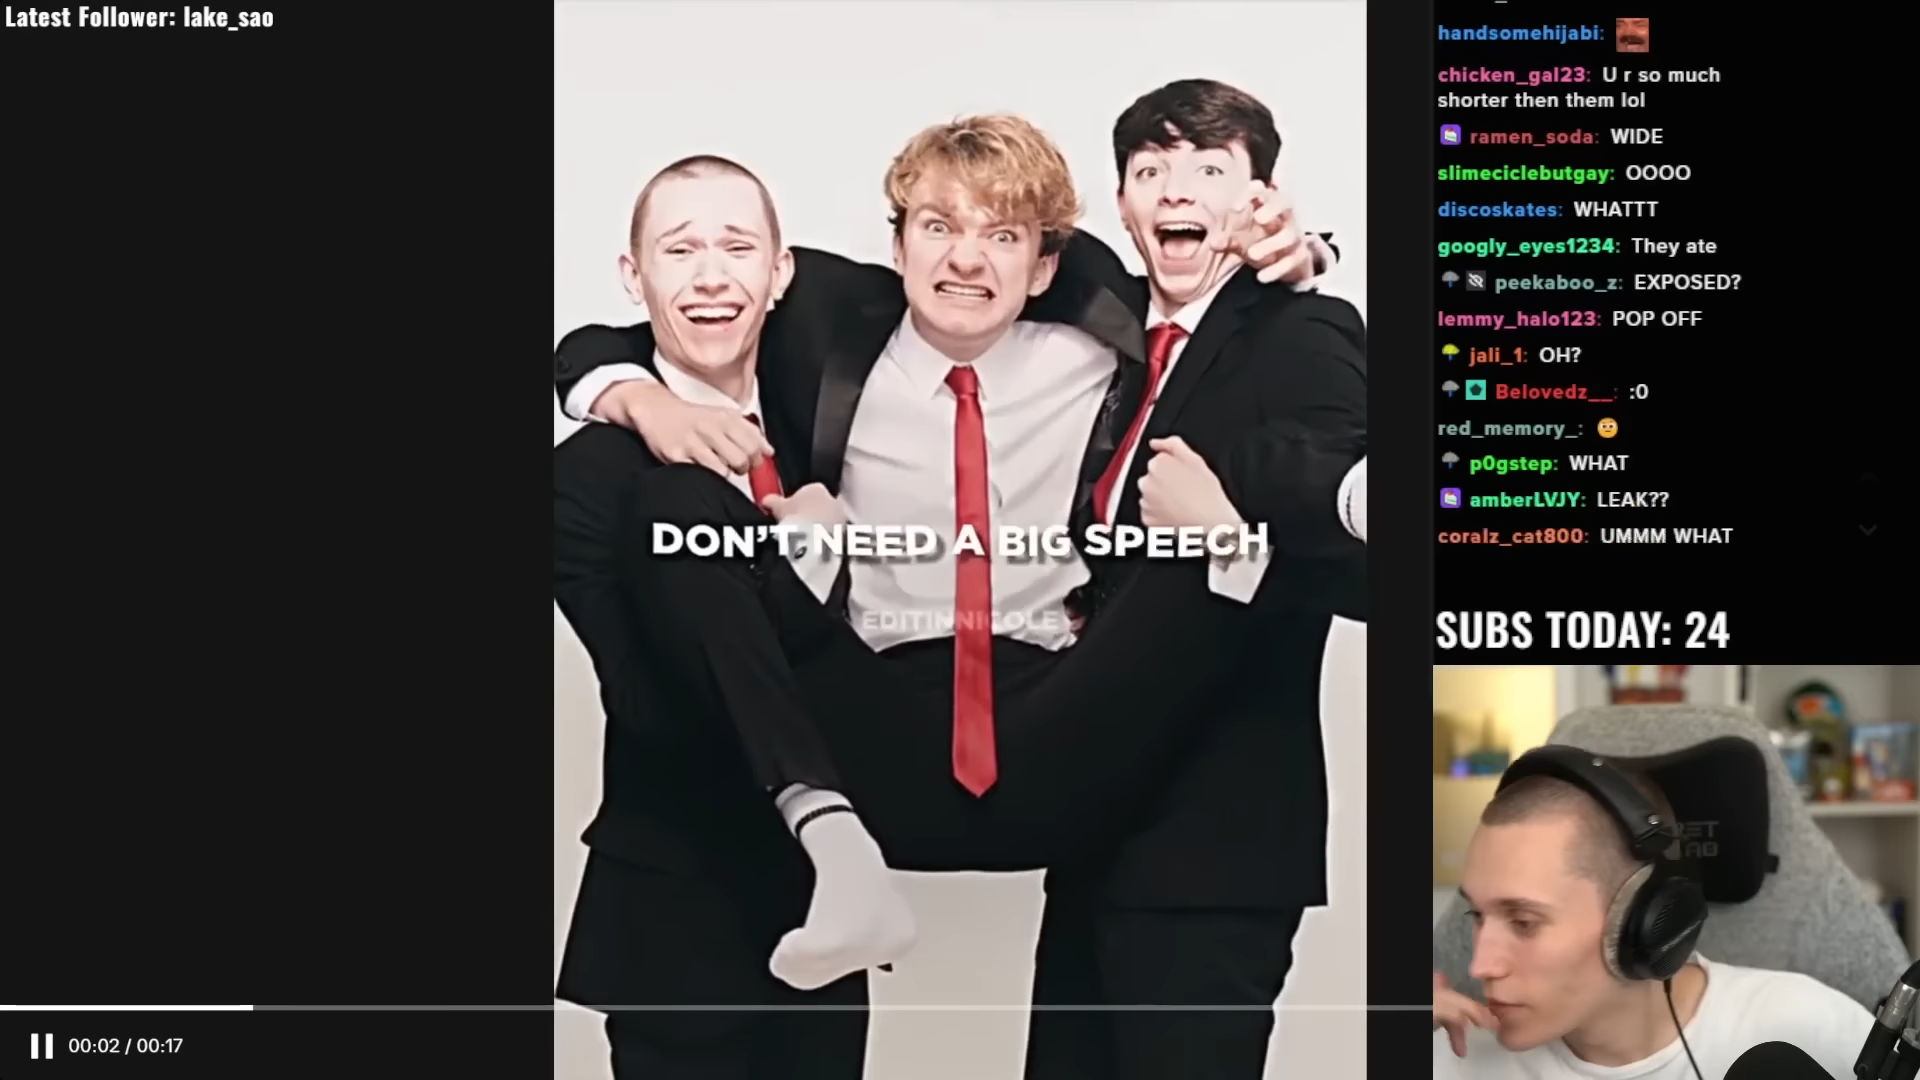 Latest Follower: lake_sao
handsomehijabi:
chicken_gal23: U r so much
shorter then them lol
ramen_soda: WIDE
slimeciclebutgay: OOOO
discoskates: WHATTT
googly_eyes1234: They ate
peekaboo_z: EXPOSED?
lemmy_halo123: POP OFF
jali_1: OH?
Belovedz__: :0
red_memory_:
p0gstep: WHAT
amberLVJY: LEAK??
coralz_cat800: UMMM WHAT
DON'T NEED A BIG SPEECH
EDITINNICOLE
SUBS TODAY: 24
00:02 / 00:17